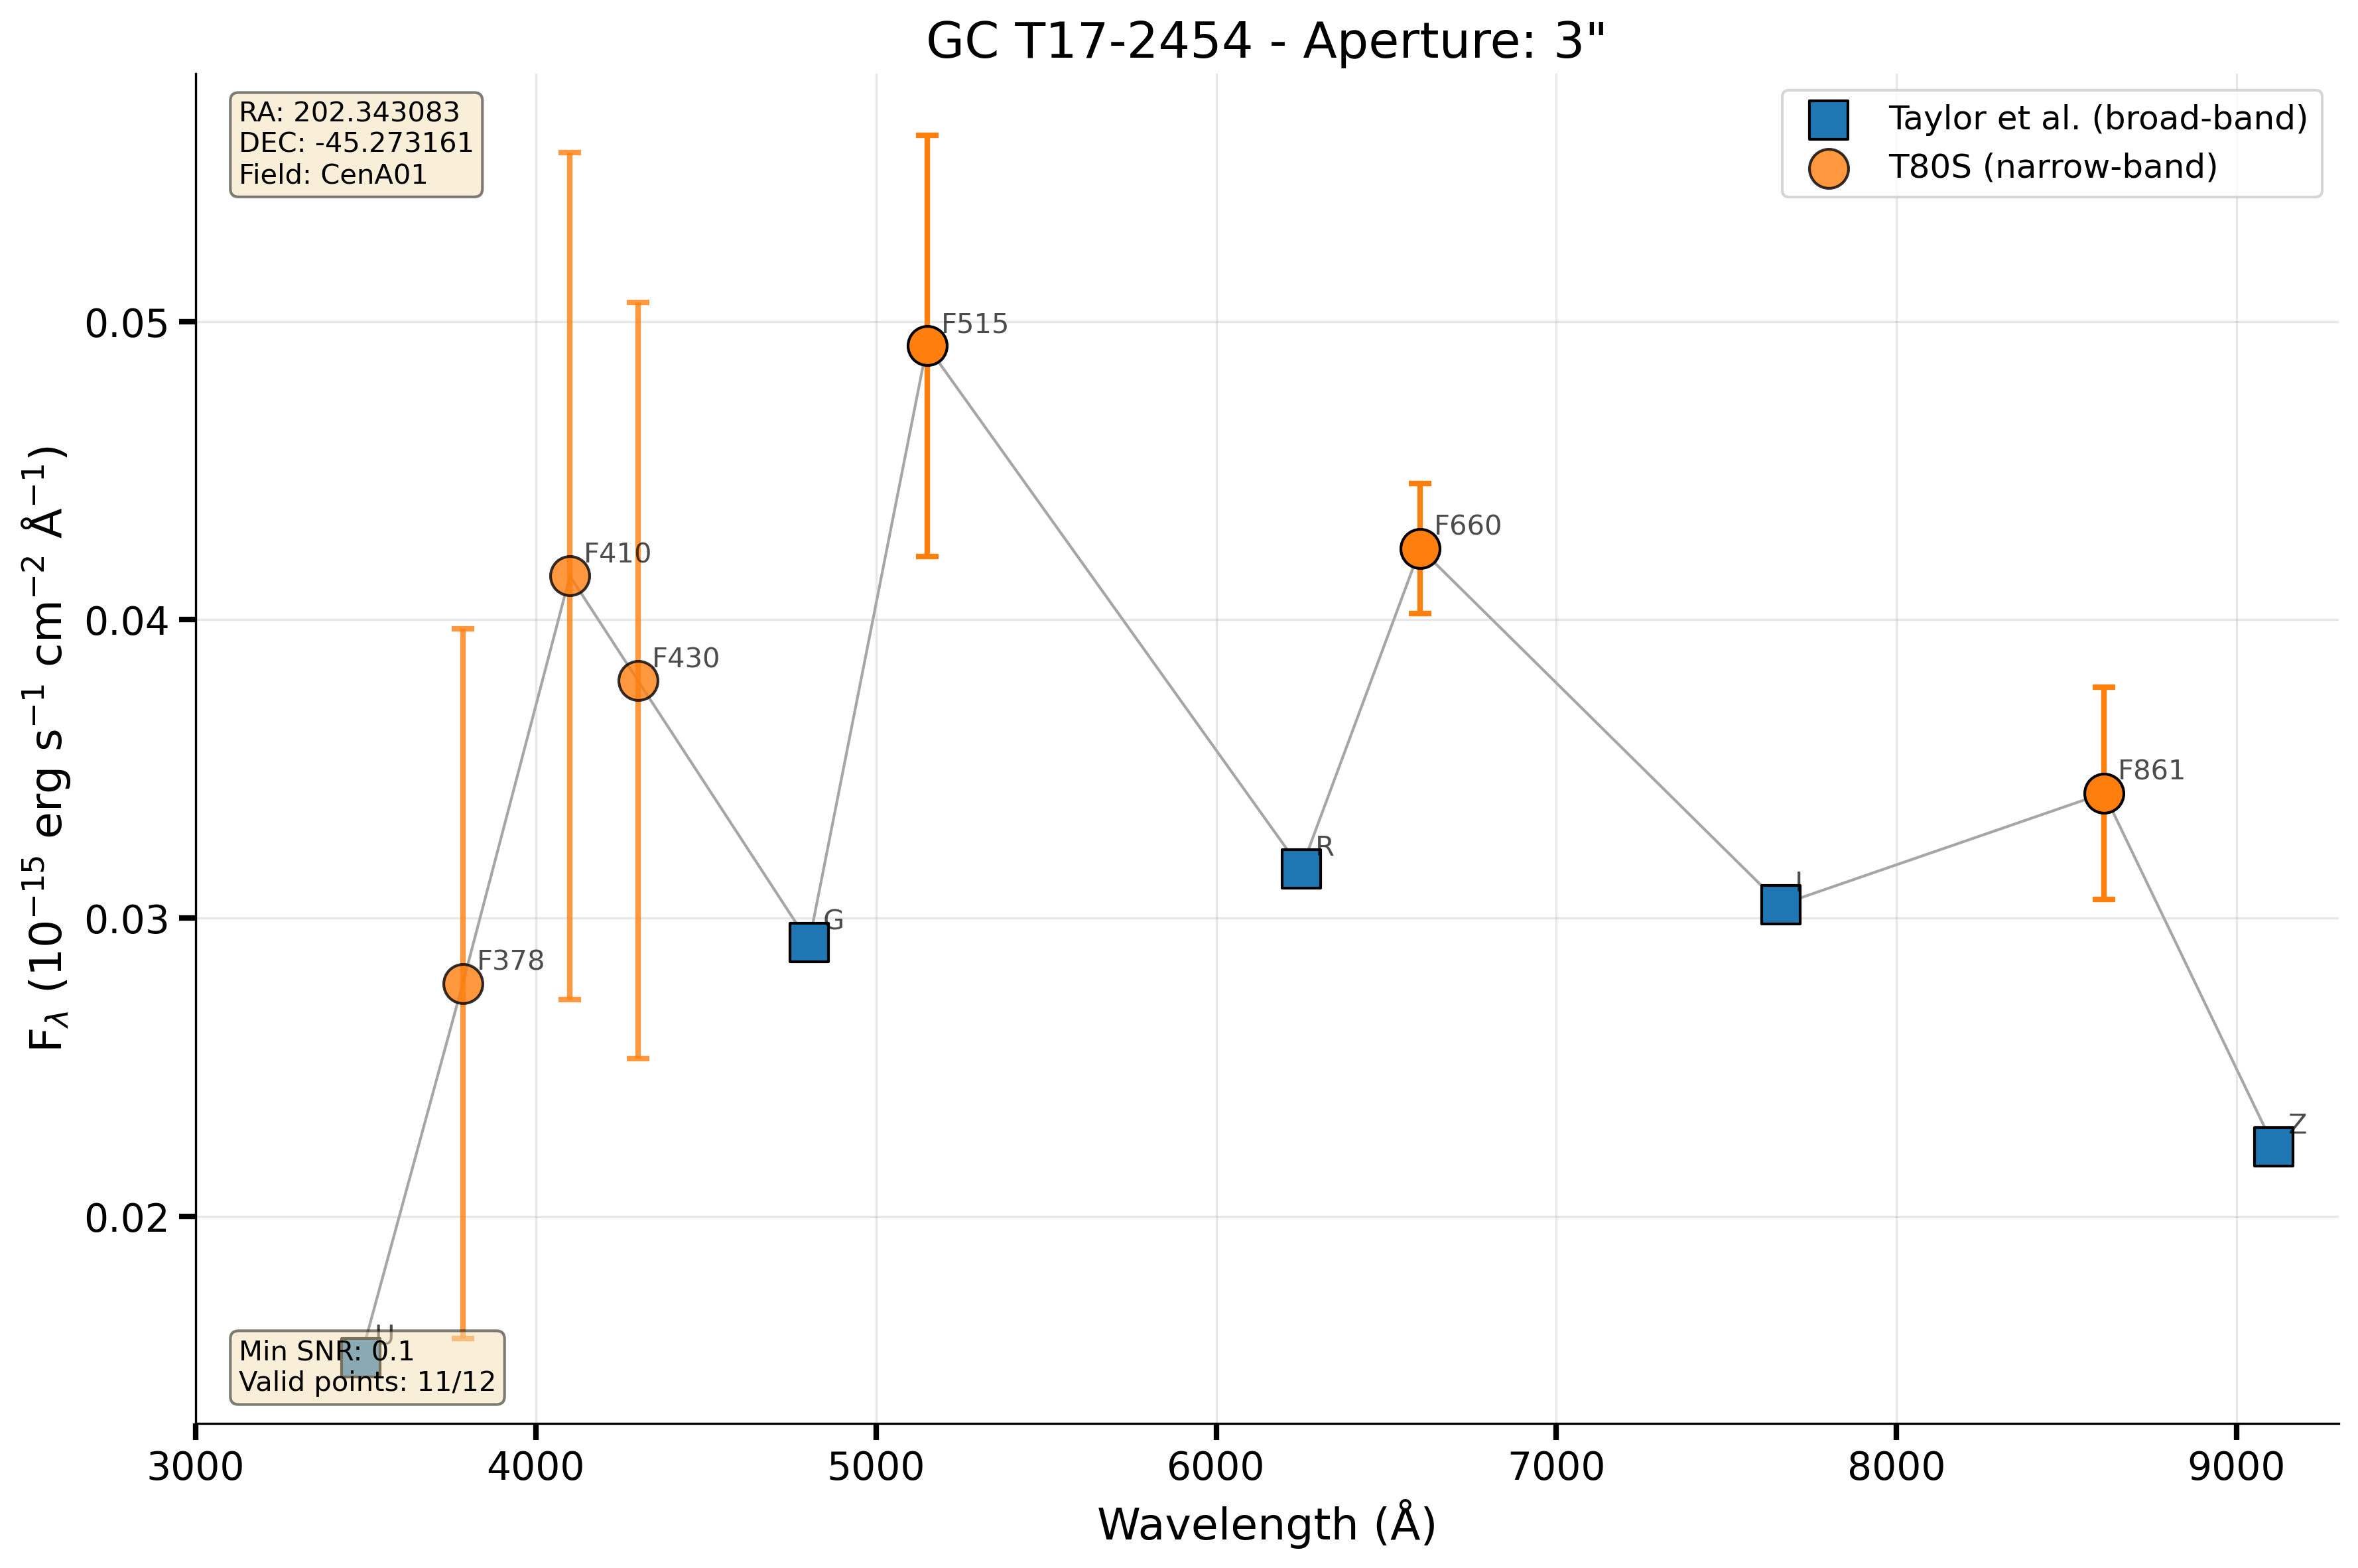 GC T17-2454 - Aperture: 3"
RA: 202.343083
DEC: -45.273161
Field: CenA01
Taylor et al. (broad-band)
T80S (narrow-band)
F515
0.05
F410
F660
0.04
F430
F861
R
I
G
0.03
F378
Z
0.02
U
Min SNR: 0.1
Valid points: 11/12
F_λ (10⁻¹⁵ erg s⁻¹ cm⁻² Å⁻¹)
3000 4000 5000 6000 7000 8000 9000
Wavelength (Å)